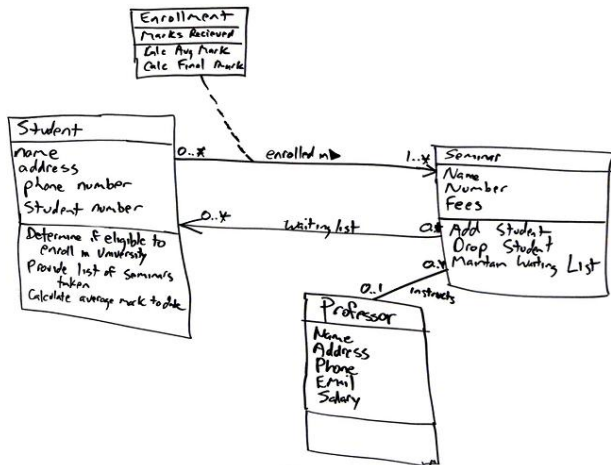 Enrollment
Marks Recieved
Calc Avg Mark
Calc Final Mark
Student
name
address
phone number
Student number
Determine if eligible to
enroll in University
Provide list of seminars
taken
Calculate average mark to date
0..*
enrolled in ▶
1..*
Seminar
Name
Number
Fees
Add Student
Drop Student
Maintain Waiting List
0..*
Waiting list
0..*
0..*
instructs
0..1
Professor
Name
Address
Phone
Email
Salary